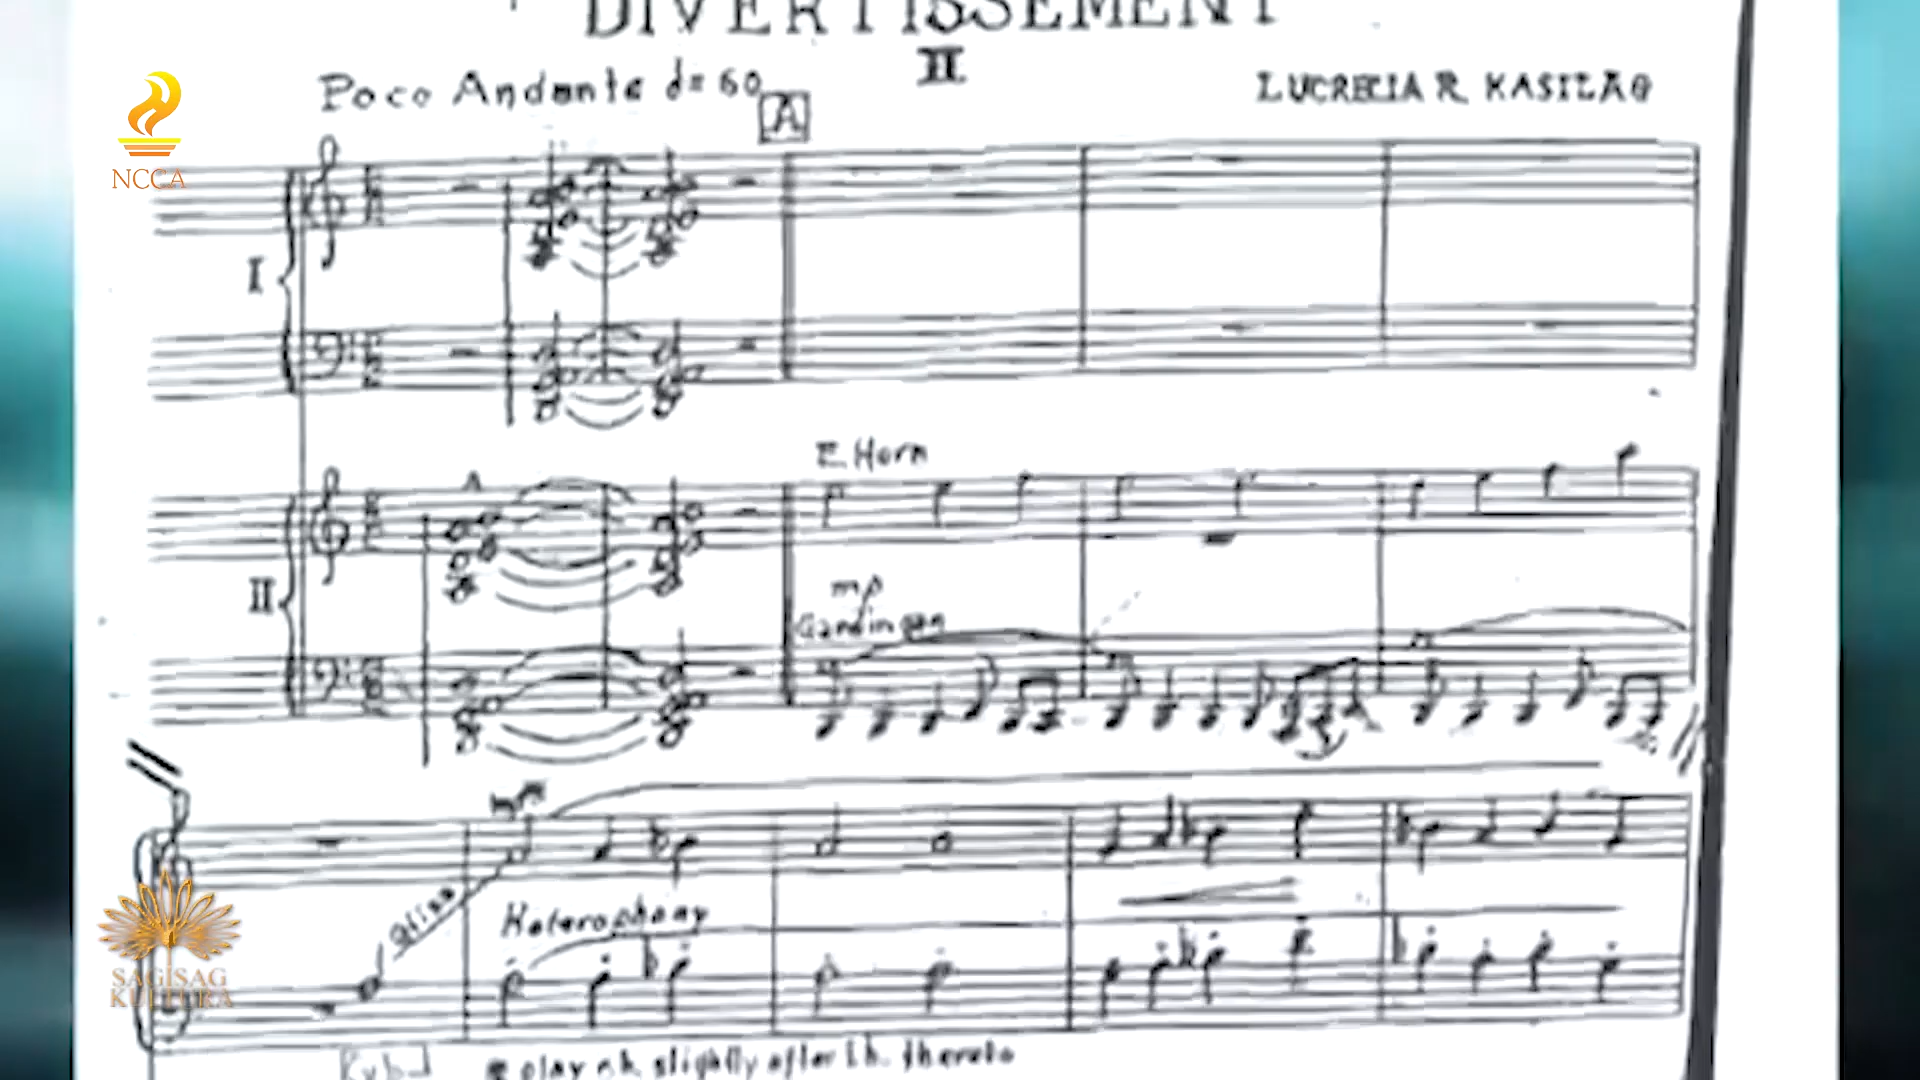 DIVERTISSEMENT
II
Poco Andante = 60
LUCRECIA R. KASILAG
A
NCCA
I
E. Horn
II
mp
Gandingan
gliss
Heterophony
SAGISAG
KULTURA
play r.h. slightly after l.h. thereto